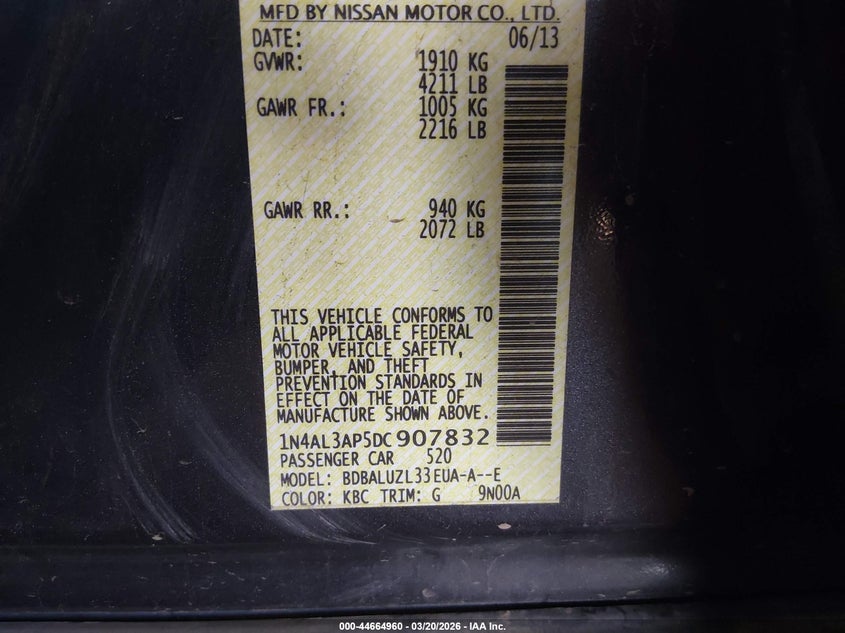 MFD BY NISSAN MOTOR CO., LTD.
DATE: 06/13
GVWR: 1910 KG
4211 LB
GAWR FR.: 1005 KG
2216 LB
GAWR RR.: 940 KG
2072 LB
THIS VEHICLE CONFORMS TO
ALL APPLICABLE FEDERAL
MOTOR VEHICLE SAFETY,
BUMPER, AND THEFT
PREVENTION STANDARDS IN
EFFECT ON THE DATE OF
MANUFACTURE SHOWN ABOVE.
1N4AL3AP5DC907832
PASSENGER CAR 520
MODEL: BDBALUZL33EUA-A--E
COLOR: KBC TRIM: G 9N00A
000-44664960 - 03/20/2026 - IAA Inc.